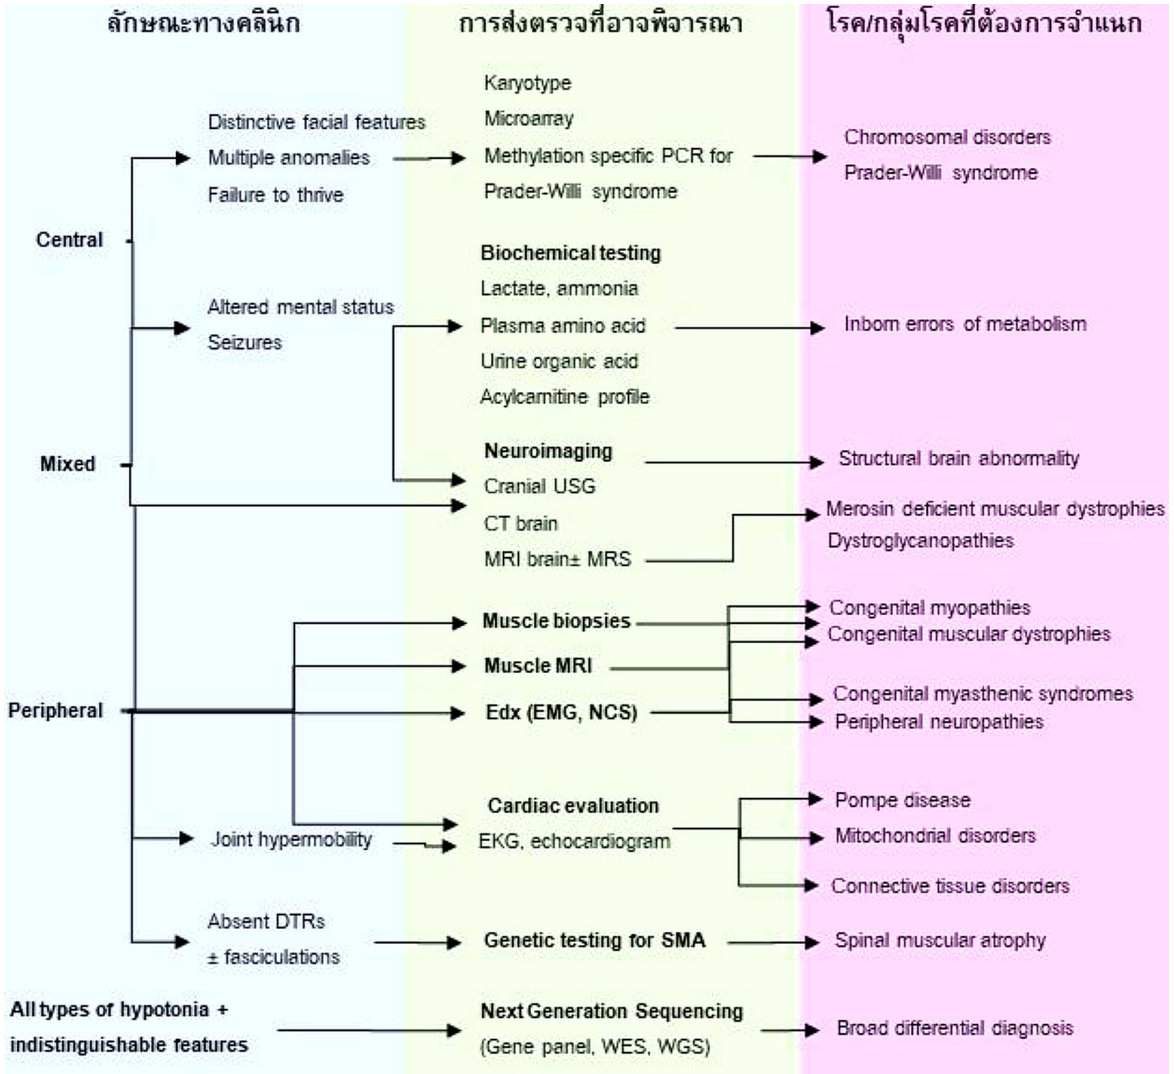 ลักษณะทางคลินิก
การส่งตรวจที่อาจพิจารณา
โรค/กลุ่มโรคที่ต้องการจำแนก
Central
Distinctive facial features
Multiple anomalies
Failure to thrive
Karyotype
Microarray
Methylation specific PCR for
Prader-Willi syndrome
Chromosomal disorders
Prader-Willi syndrome
Altered mental status
Seizures
Biochemical testing
Lactate, ammonia
Plasma amino acid
Urine organic acid
Acylcarnitine profile
Inborn errors of metabolism
Mixed
Neuroimaging
Cranial USG
CT brain
MRI brain± MRS
Structural brain abnormality
Merosin deficient muscular dystrophies
Dystroglycanopathies
Peripheral
Muscle biopsies
Muscle MRI
Edx (EMG, NCS)
Congenital myopathies
Congenital muscular dystrophies
Congenital myasthenic syndromes
Peripheral neuropathies
Joint hypermobility
Cardiac evaluation
EKG, echocardiogram
Pompe disease
Mitochondrial disorders
Connective tissue disorders
Absent DTRs
± fasciculations
Genetic testing for SMA
Spinal muscular atrophy
All types of hypotonia +
indistinguishable features
Next Generation Sequencing
(Gene panel, WES, WGS)
Broad differential diagnosis